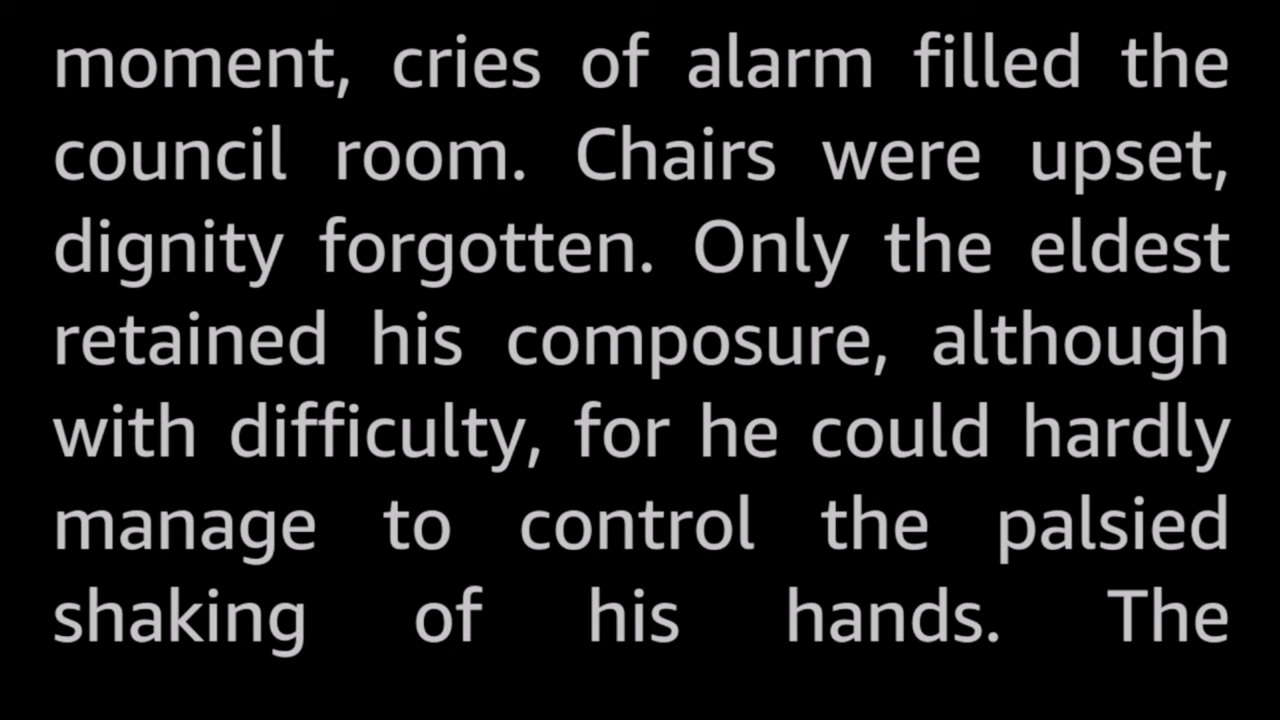 moment, cries of alarm filled the
council room. Chairs were upset,
dignity forgotten. Only the eldest
retained his composure, although
with difficulty, for he could hardly
manage to control the palsied
shaking of his hands. The